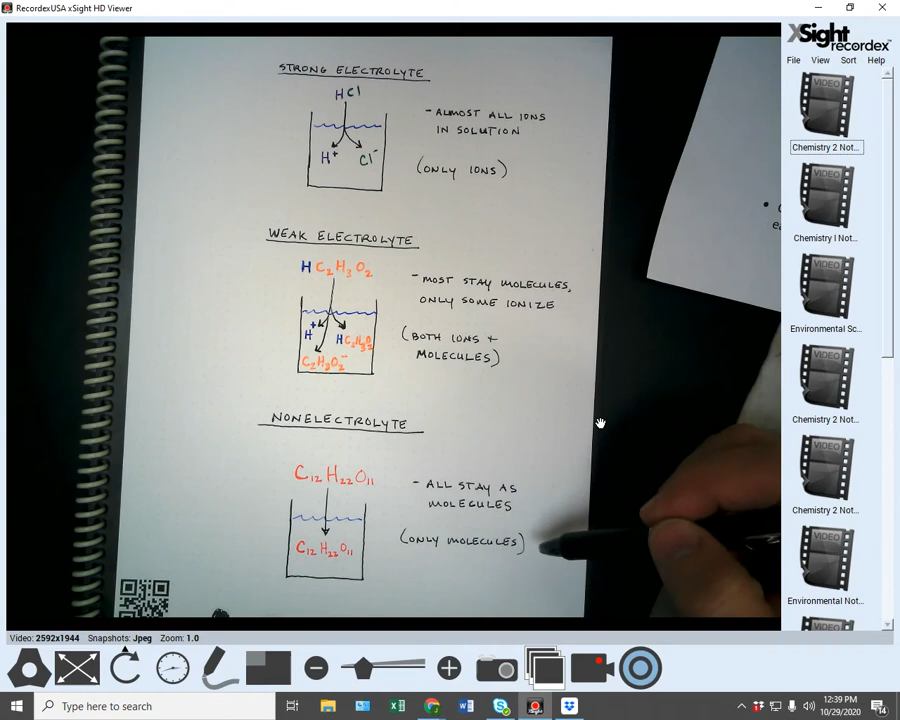 RecordexUSA xSight HD Viewer
XSight
recordex
File View Sort Help
Chemistry 2 Not...
Chemistry I Not...
Environmental Sc...
Chemistry 2 Not...
Chemistry 2 Not...
Environmental Not...
STRONG ELECTROLYTE
HCl
H+ Cl-
- ALMOST ALL IONS
IN SOLUTION
(ONLY IONS)
WEAK ELECTROLYTE
HC2H3O2
H+ HC2H3O2
C2H3O2-
- MOST STAY MOLECULES,
ONLY SOME IONIZE
(BOTH IONS +
MOLECULES)
NONELECTROLYTE
C12H22O11
C12H22O11
- ALL STAY AS
MOLECULES
(ONLY MOLECULES)
Video: 2592x1944 Snapshots: Jpeg Zoom: 1.0
Type here to search
12:39 PM
10/29/2020
14